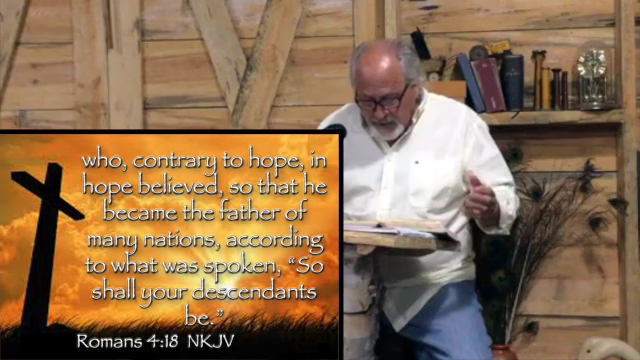 who, contrary to hope, in
hope believed, so that he
became the father of
many nations, according
to what was spoken, “So
shall your descendants
be.”
Romans 4:18 NKJV